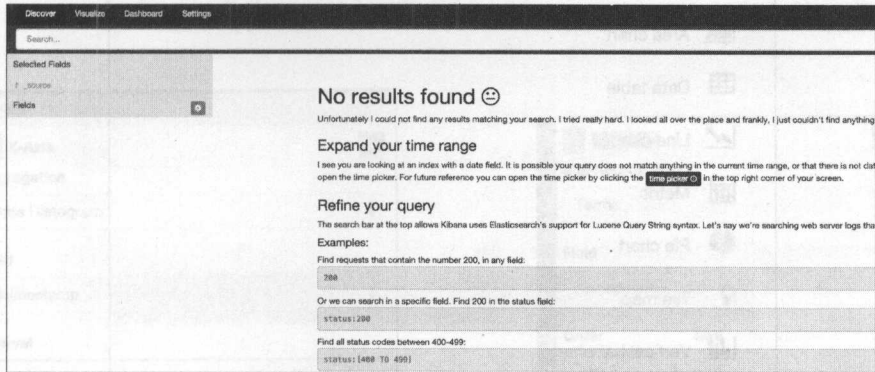 Discover Visualize Dashboard Settings
Search...
Selected Fields
? _source
Fields
No results found
Unfortunately I could not find any results matching your search. I tried really hard. I looked all over the place and frankly, I just couldn't find anything
Expand your time range
I see you are looking at an index with a date field. It is possible your query does not match anything in the current time range, or that there is not dat
open the time picker. For future reference you can open the time picker by clicking the time picker in the top right corner of your screen.
Refine your query
The search bar at the top allows Kibana uses Elasticsearch's support for Lucene Query String syntax. Let's say we're searching web server logs tha
Examples:
Find requests that contain the number 200, in any field:
200
Or we can search in a specific field. Find 200 in the status field:
status:200
Find all status codes between 400-499:
status:[400 TO 499]